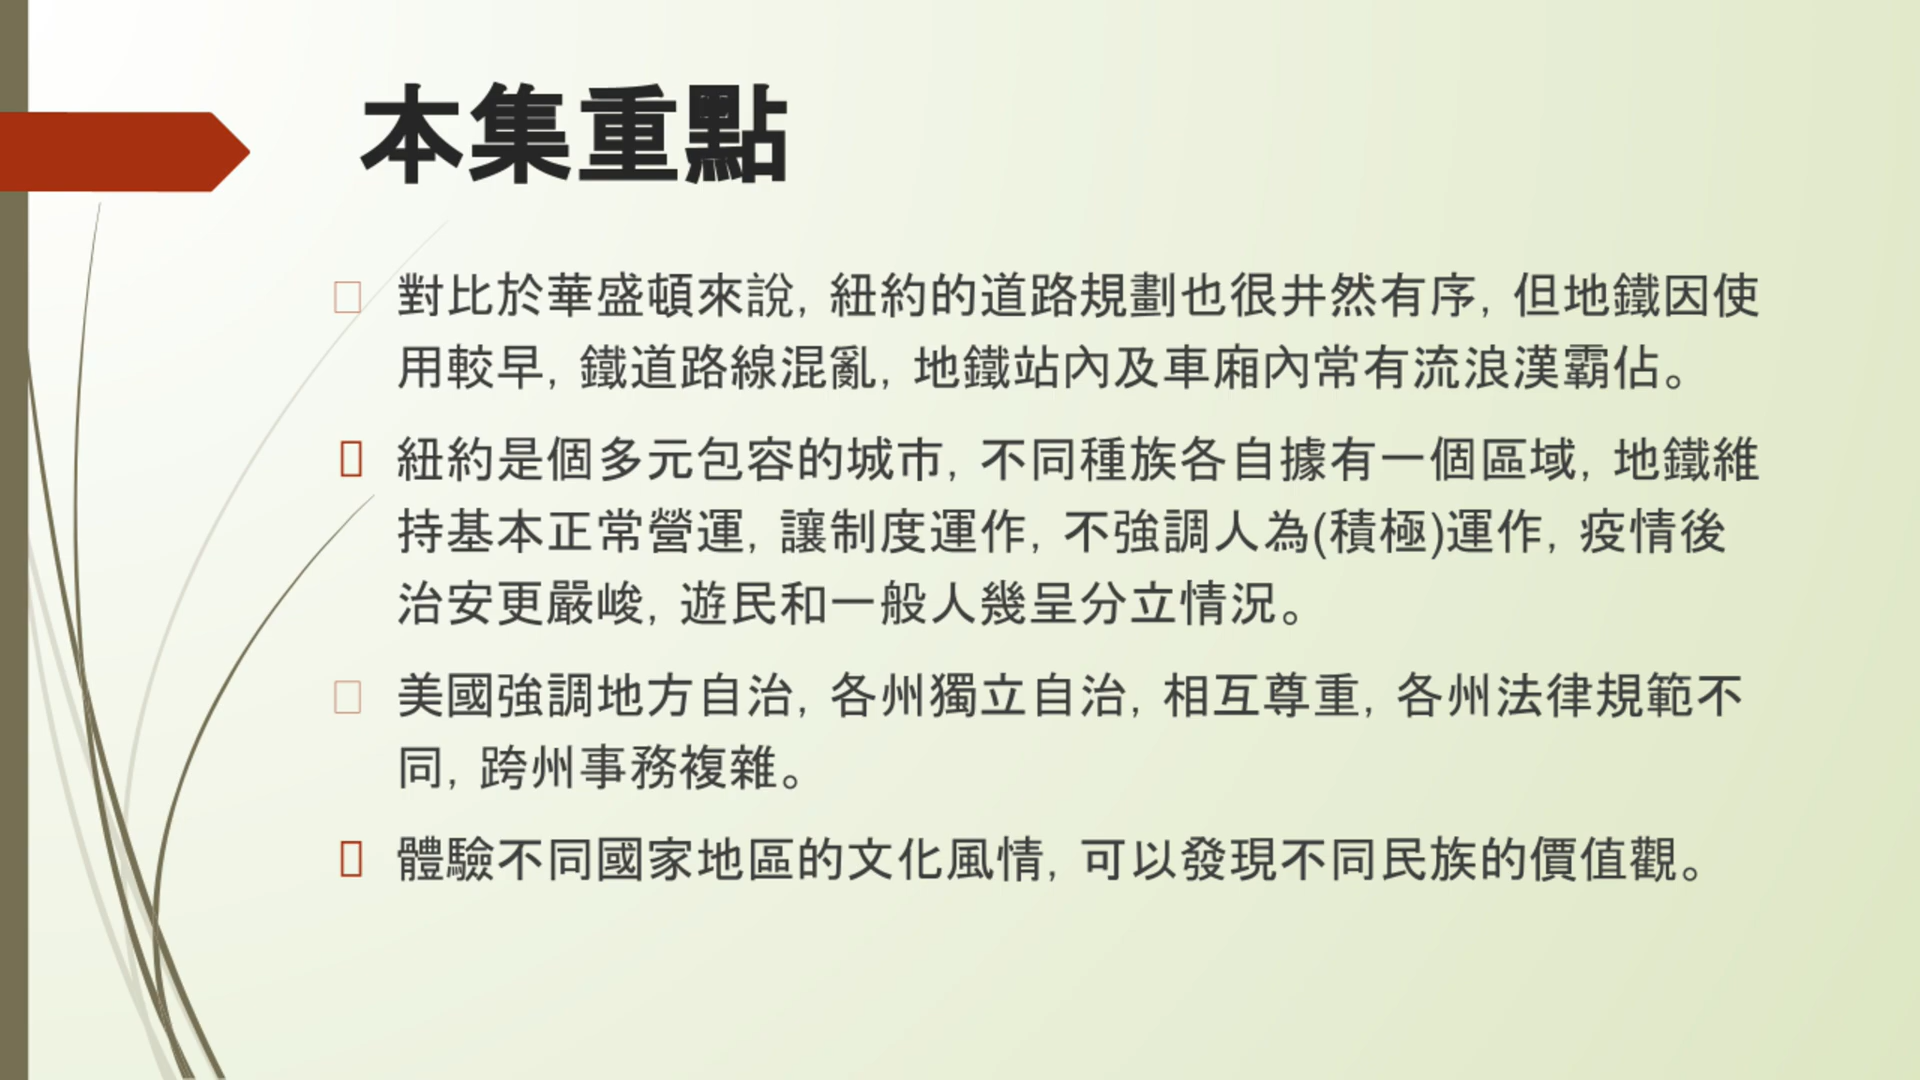 本集重點
對比於華盛頓來說, 紐約的道路規劃也很井然有序, 但地鐵因使
用較早, 鐵道路線混亂, 地鐵站內及車廂內常有流浪漢霸佔。
紐約是個多元包容的城市, 不同種族各自據有一個區域, 地鐵維
持基本正常營運, 讓制度運作, 不強調人為(積極)運作, 疫情後
治安更嚴峻, 遊民和一般人幾呈分立情況。
美國強調地方自治, 各州獨立自治, 相互尊重, 各州法律規範不
同, 跨州事務複雜。
體驗不同國家地區的文化風情, 可以發現不同民族的價值觀。